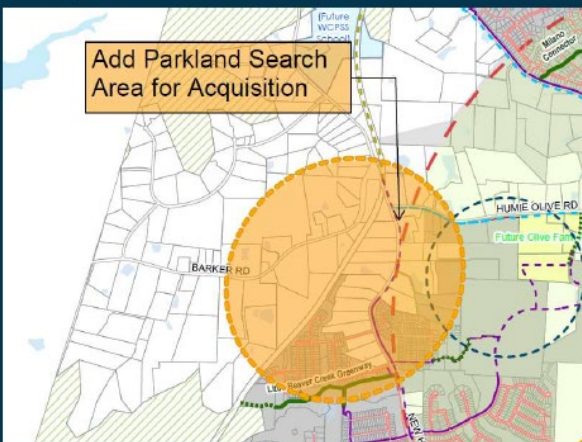 (Future
WCPSS
School)
Add Parkland Search
Area for Acquisition
Milano
Connector
HUMIE OLIVE RD
Future Olive Farm
BARKER RD
Little Beaver Creek Greenway
NEW